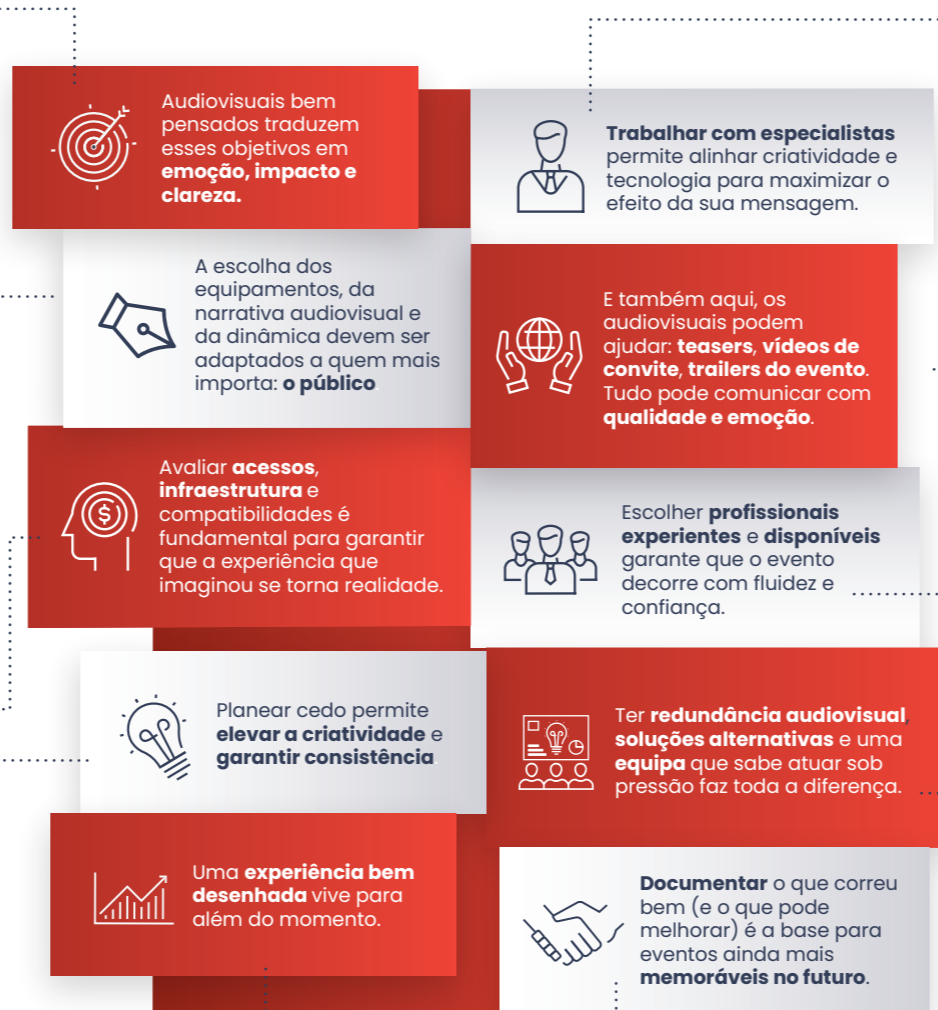 Audiovisuais bem
pensados traduzem
esses objetivos em
emoção, impacto e
clareza.
Trabalhar com especialistas
permite alinhar criatividade e
tecnologia para maximizar o
efeito da sua mensagem.
A escolha dos
equipamentos, da
narrativa audiovisual e
da dinâmica devem ser
adaptados a quem mais
importa: o público
E também aqui, os
audiovisuais podem
ajudar: teasers, vídeos de
convite, trailers do evento.
Tudo pode comunicar com
qualidade e emoção.
Avaliar acessos,
infraestrutura e
compatibilidades é
fundamental para garantir
que a experiência que
imaginou se torna realidade.
$
Escolher profissionais
experientes e disponíveis
garante que o evento
decorre com fluidez e
confiança.
Planear cedo permite
elevar a criatividade e
garantir consistência.
Ter redundância audiovisual,
soluções alternativas e uma
equipa que sabe atuar sob
pressão faz toda a diferença.
Uma experiência bem
desenhada vive para
além do momento.
Documentar o que correu
bem (e o que pode
melhorar) é a base para
eventos ainda mais
memoráveis no futuro.